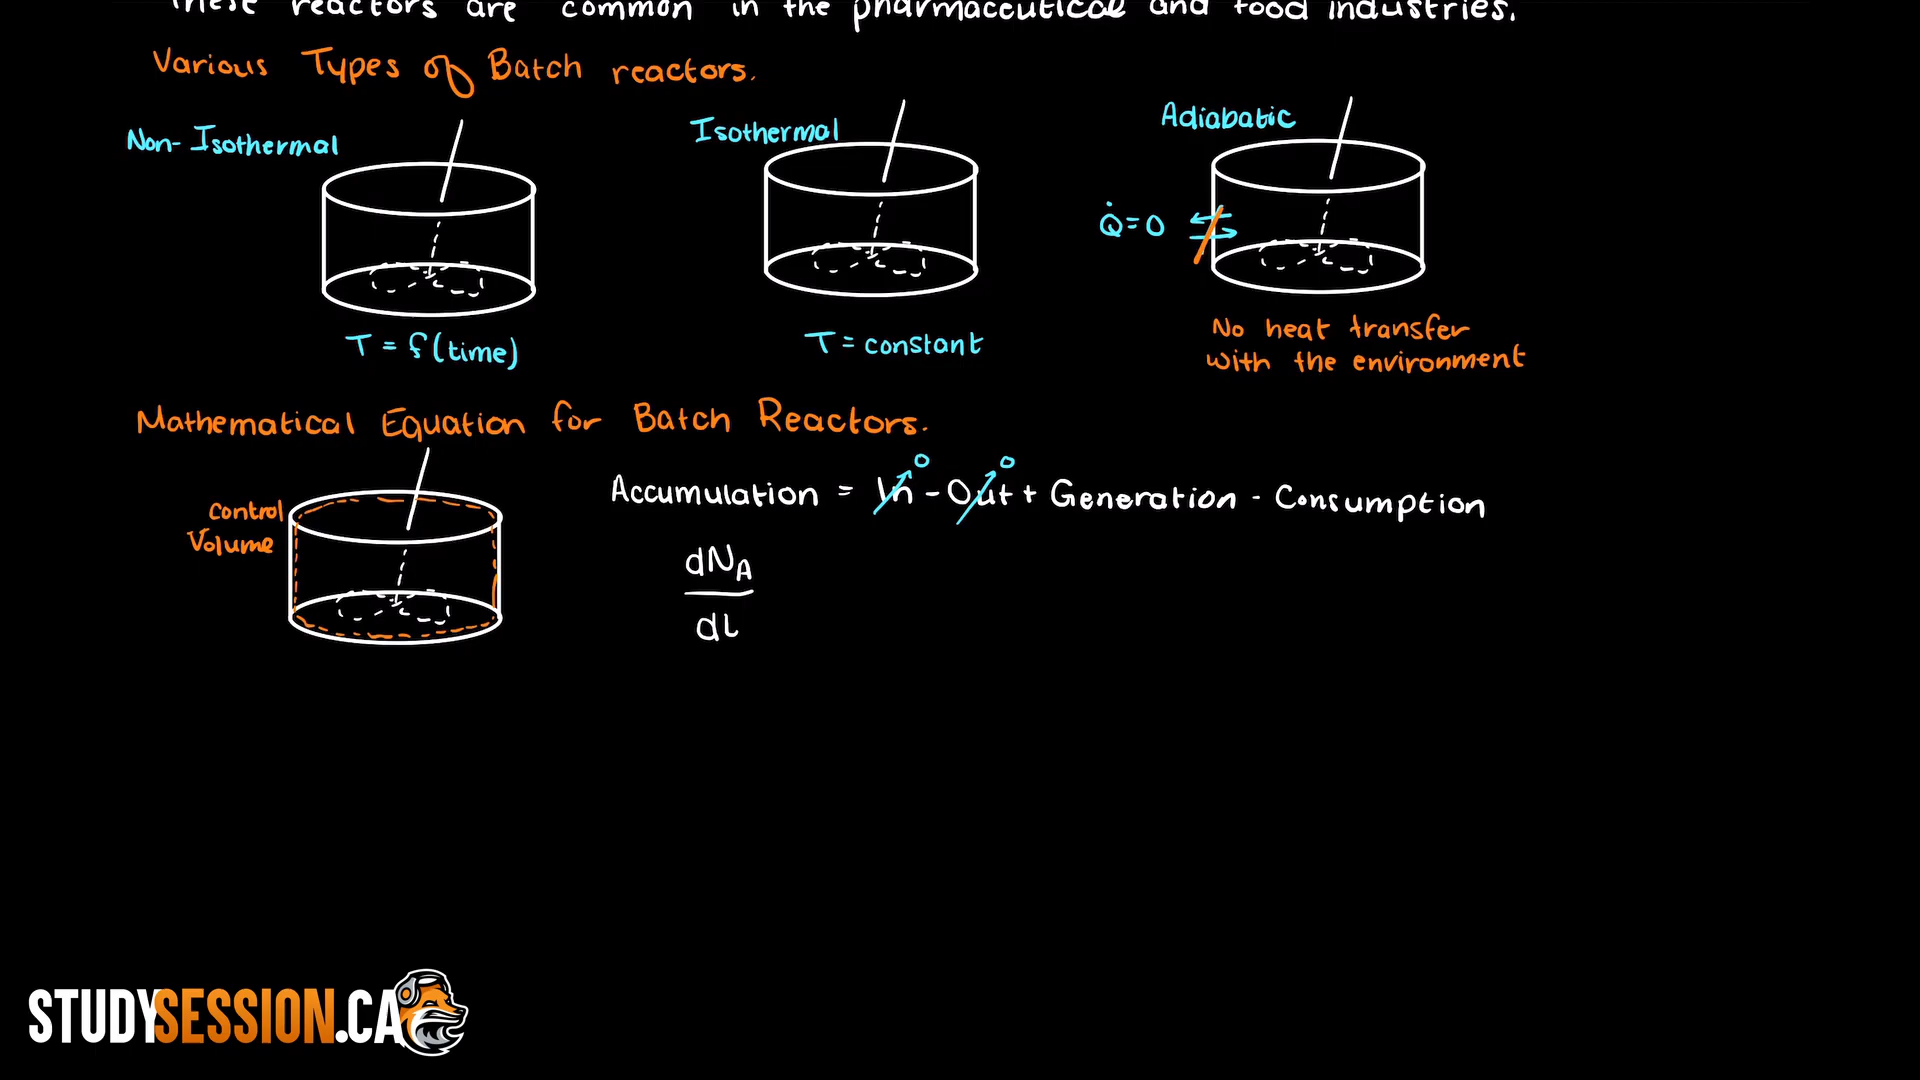 These reactors are common in the pharmaceutical and food industries.
Various Types of Batch reactors.
Non-Isothermal
Isothermal
Adiabatic
Q̇=0
T = f(time)
T = constant
No heat transfer
with the environment
Mathematical Equation for Batch Reactors.
Control
Volume
Accumulation = In - Out + Generation - Consumption
0 0
dN_A
d
STUDYSESSION.CA